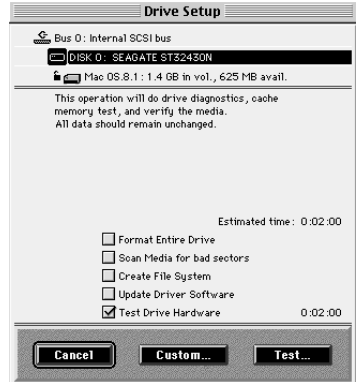 Drive Setup
Bus 0: Internal SCSI bus
DISK 0: SEAGATE ST32430N
Mac OS.8.1 : 1.4 GB in vol., 625 MB avail.
This operation will do drive diagnostics, cache
memory test, and verify the media.
All data should remain unchanged.
Estimated time: 0:02:00
Format Entire Drive
Scan Media for bad sectors
Create File System
Update Driver Software
Test Drive Hardware 0:02:00
Cancel Custom... Test...